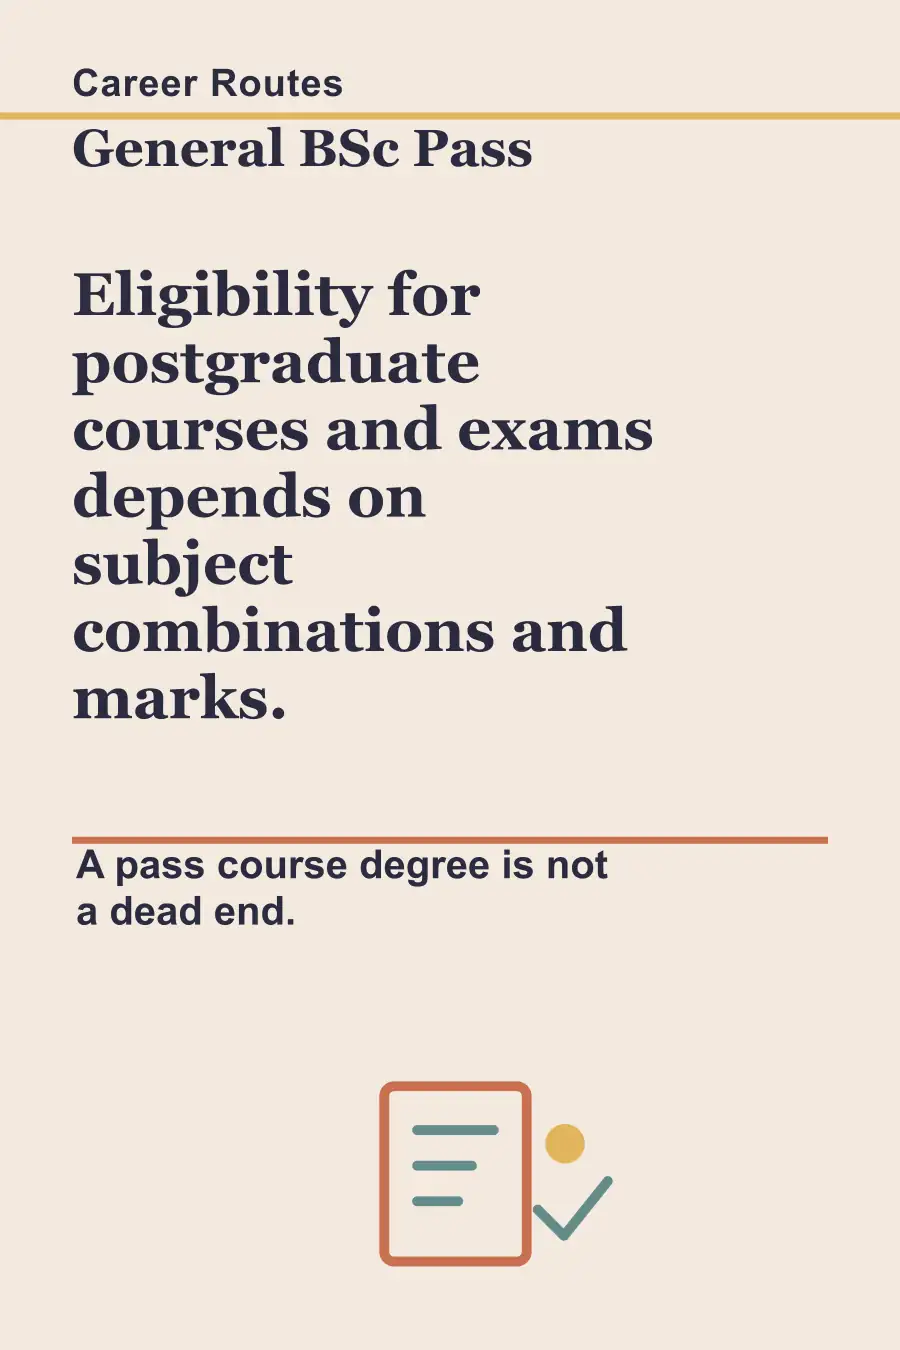 Career Routes
General BSc Pass
Eligibility for
postgraduate
courses and exams
depends on
subject
combinations and
marks.
A pass course degree is not
a dead end.